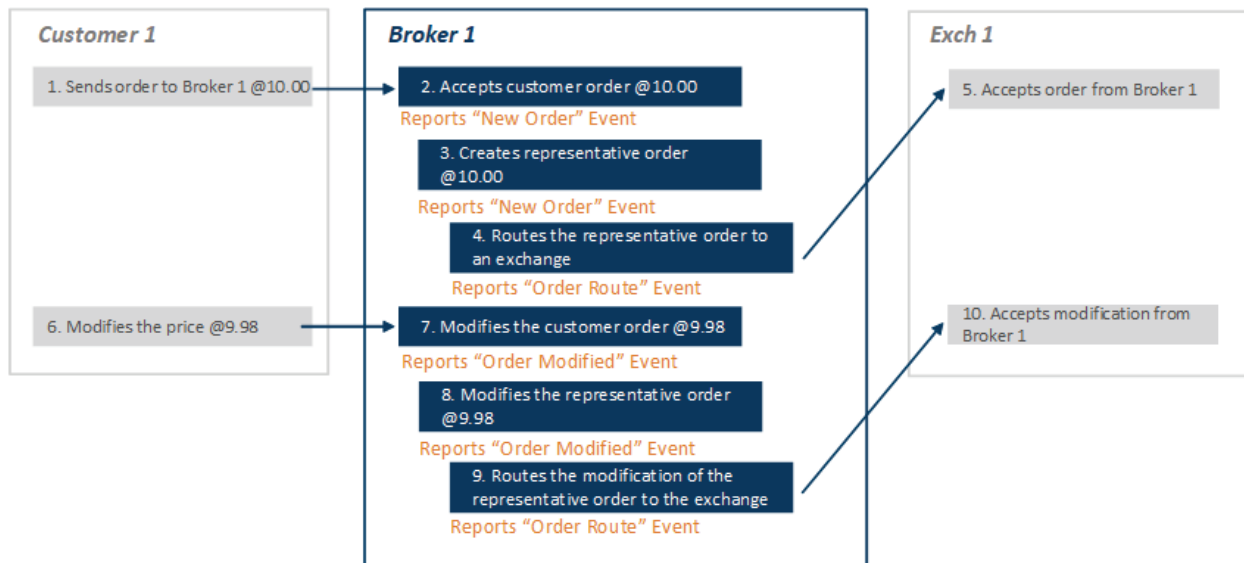 Customer 1
1. Sends order to Broker 1 @10.00
6. Modifies the price @9.98
Broker 1
2. Accepts customer order @10.00
Reports “New Order” Event
3. Creates representative order
@10.00
Reports “New Order” Event
4. Routes the representative order to
an exchange
Reports “Order Route” Event
7. Modifies the customer order @9.98
Reports “Order Modified” Event
8. Modifies the representative order
@9.98
Reports “Order Modified” Event
9. Routes the modification of the
representative order to the exchange
Reports “Order Route” Event
Exch 1
5. Accepts order from Broker 1
10. Accepts modification from
Broker 1